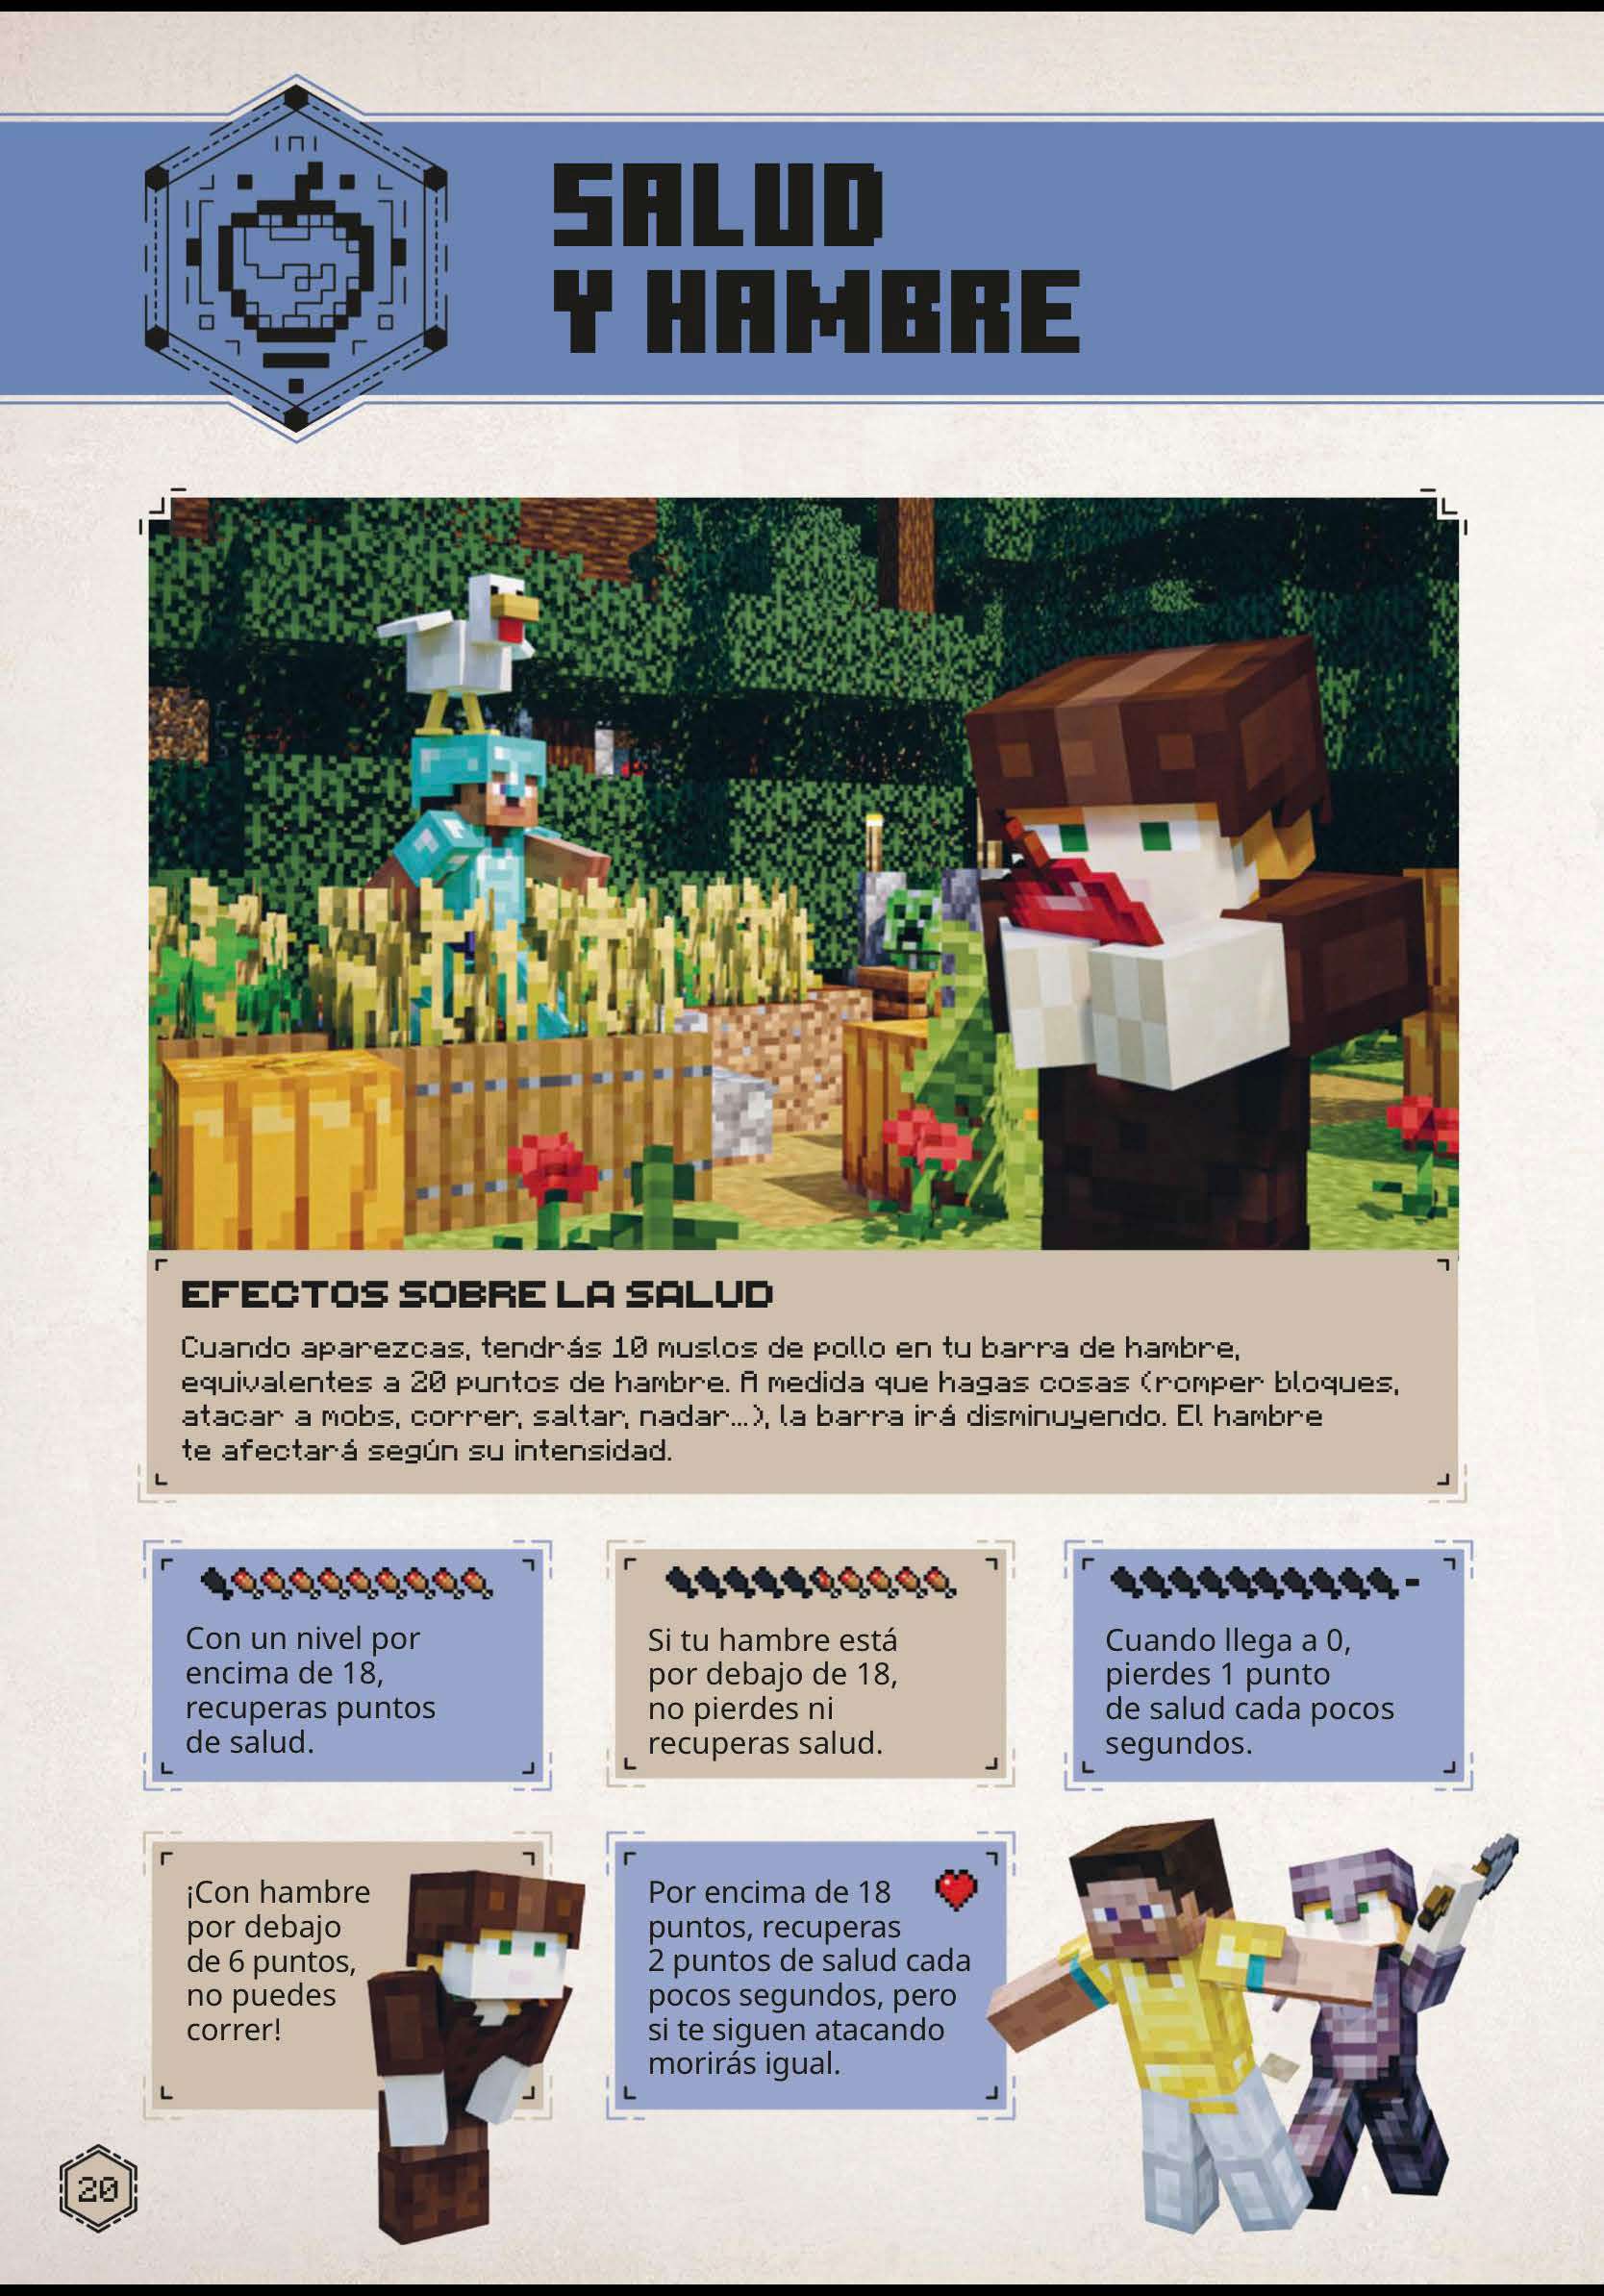 SALUD
Y HAMBRE
EFECTOS SOBRE LA SALUD
Cuando aparezcas, tendrás 10 muslos de pollo en tu barra de hambre,
equivalentes a 20 puntos de hambre. A medida que hagas cosas (romper bloques,
atacar a mobs, correr, saltar, nadar...), la barra irá disminuyendo. El hambre
te afectará según su intensidad.
Con un nivel por
encima de 18,
recuperas puntos
de salud.
Si tu hambre está
por debajo de 18,
no pierdes ni
recuperas salud.
Cuando llega a 0,
pierdes 1 punto
de salud cada pocos
segundos.
¡Con hambre
por debajo
de 6 puntos,
no puedes
correr!
Por encima de 18
puntos, recuperas
2 puntos de salud cada
pocos segundos, pero
si te siguen atacando
morirás igual.
20